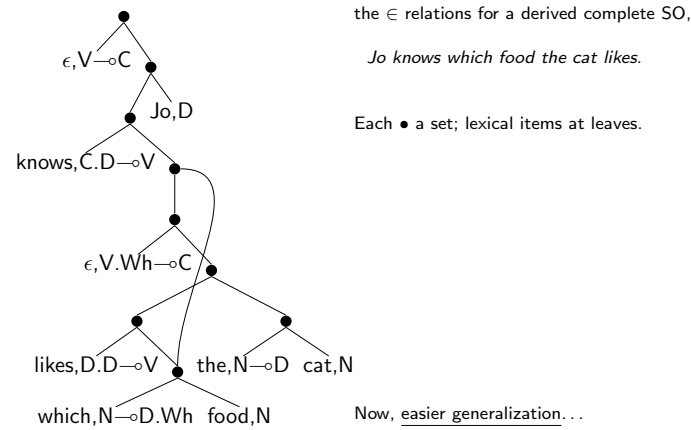 the ∈ relations for a derived complete SO,
ϵ,V⊸C
Jo knows which food the cat likes.
Jo,D
Each • a set; lexical items at leaves.
knows,C.D⊸V
ϵ,V.Wh⊸C
likes,D.D⊸V the,N⊸D cat,N
which,N⊸D.Wh food,N
Now, easier generalization...